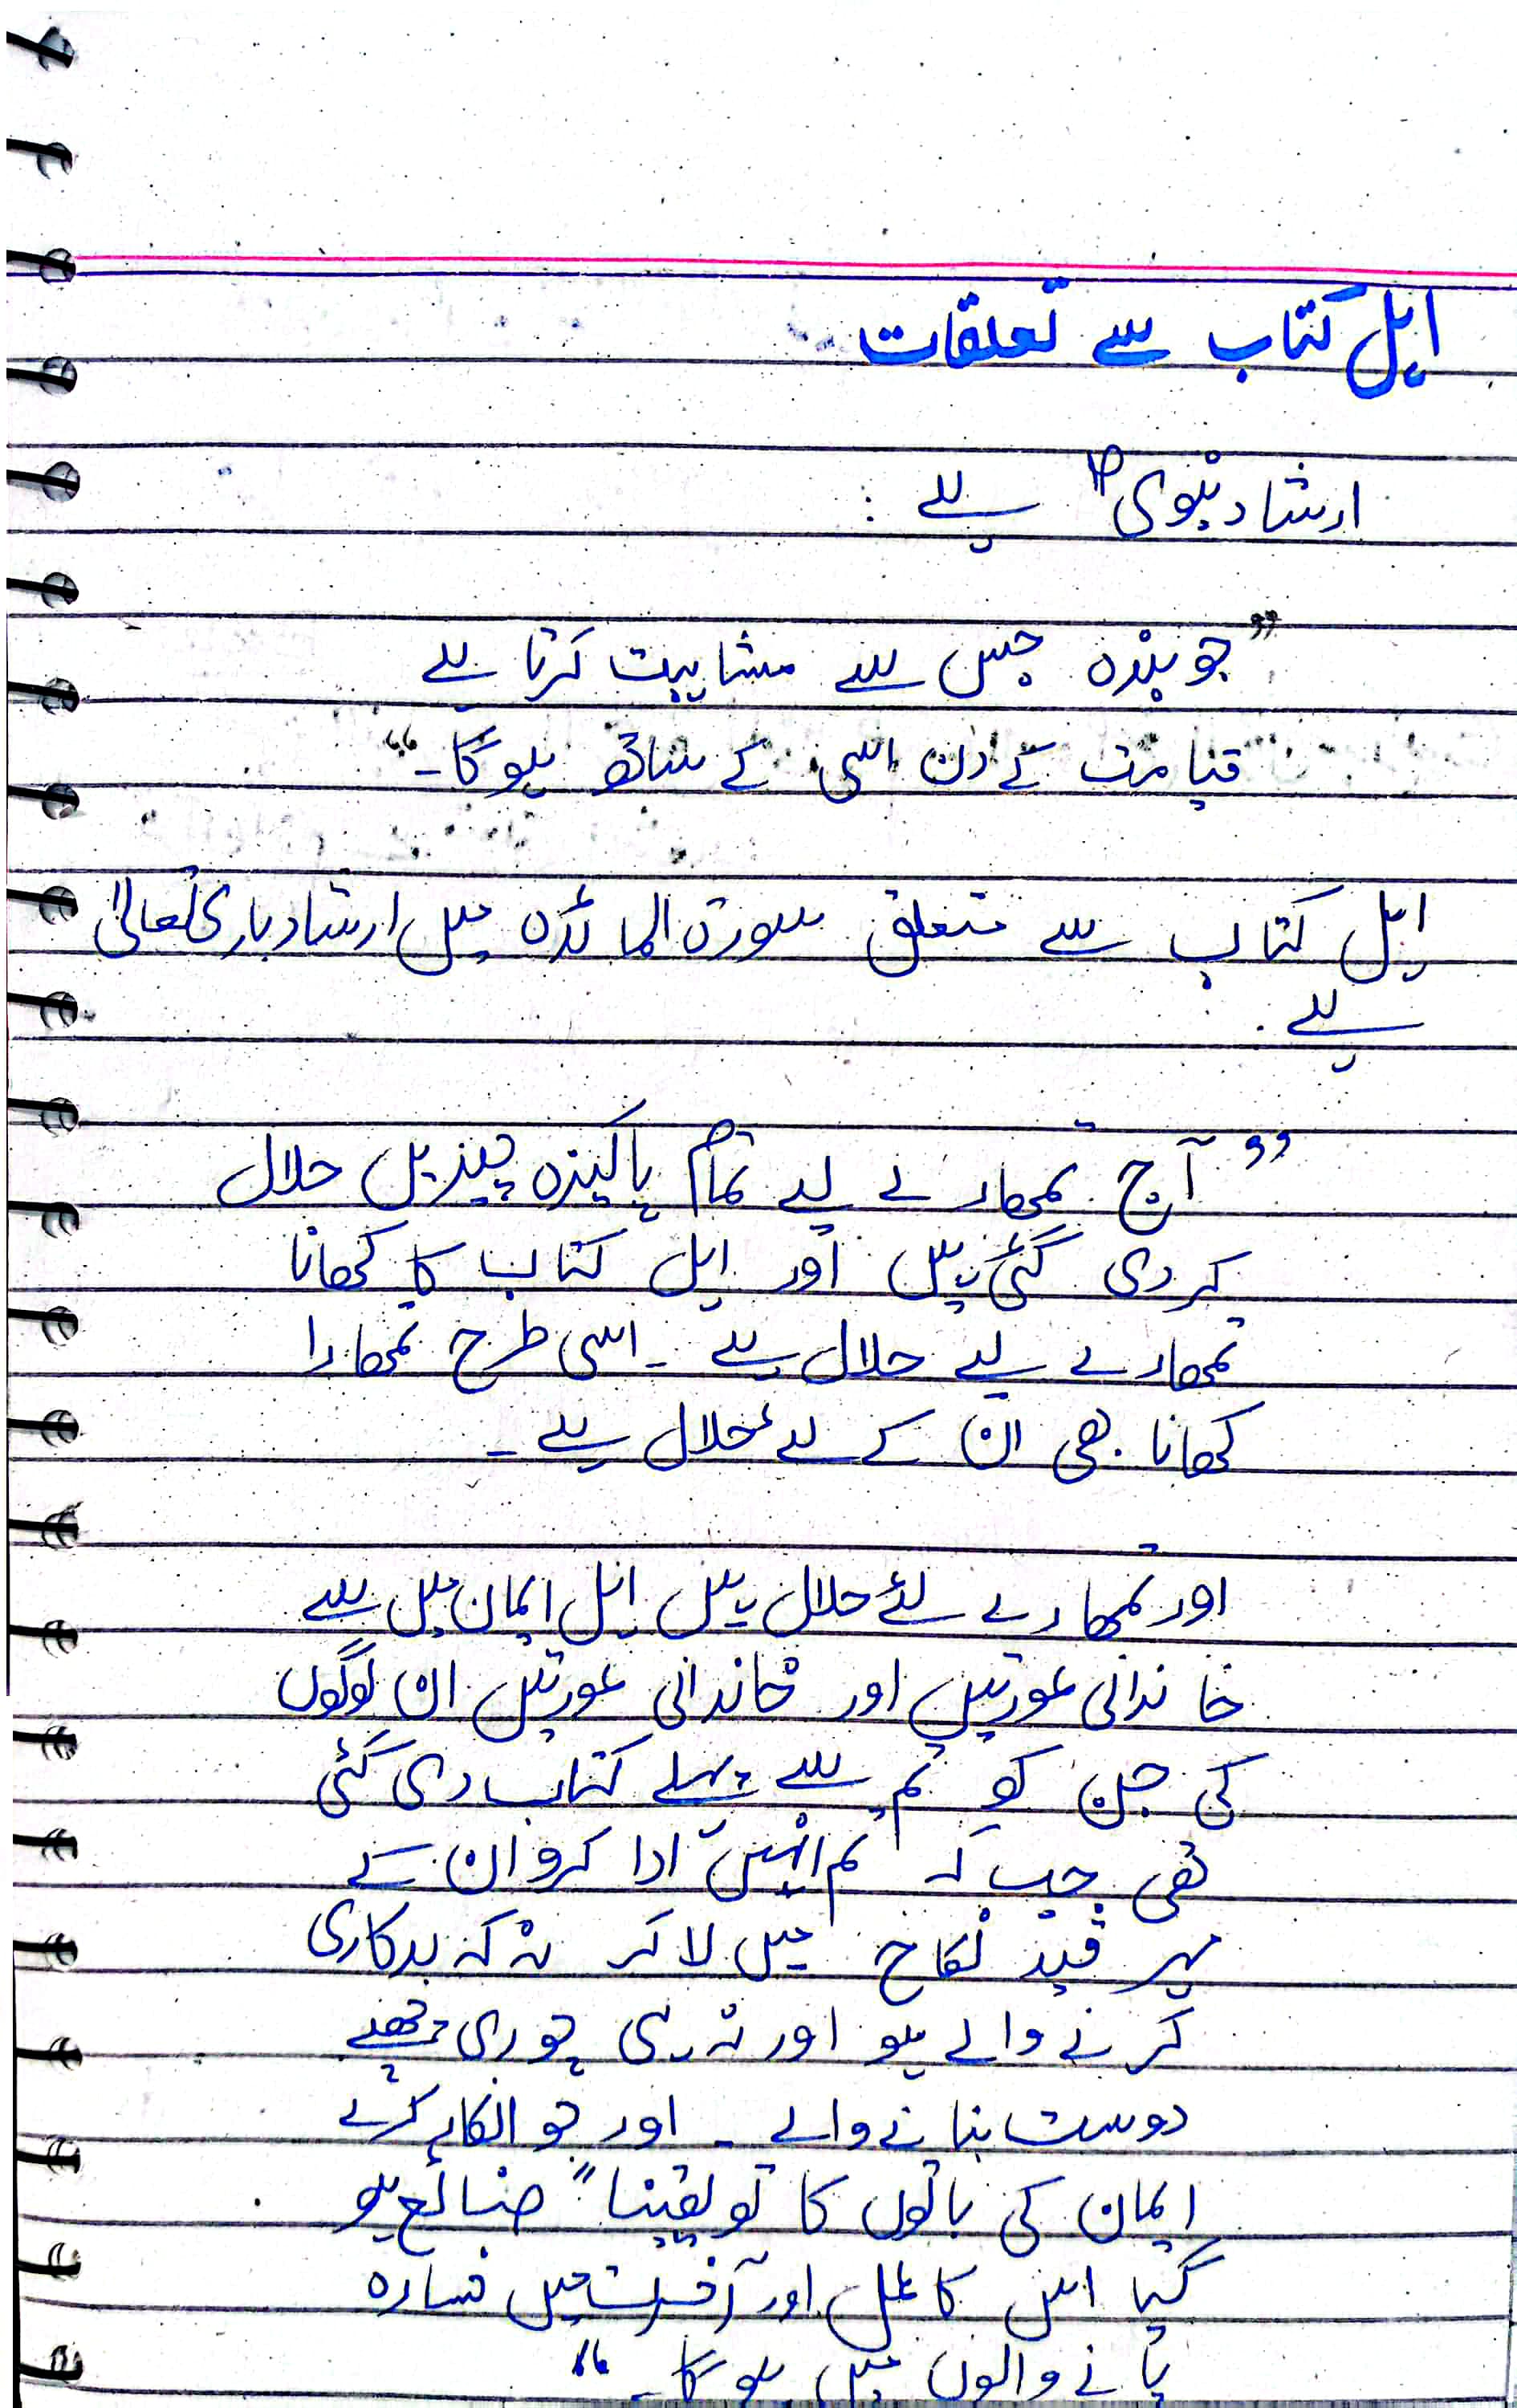 اہل کتاب سے تعلقات
ارشاد نبویؐ ہے :
”جو بندہ جس سے مشابہت کرتا ہے
قیامت کے دن اسی کے ساتھ ہوگا۔“
اہل کتاب سے متعلق سورۃ المائدہ میں ارشاد باری تعالیٰ
ہے :
”آج تمھارے لیے تمام پاکیزہ چیزیں حلال
کر دی گئی ہیں اور اہل کتاب کا کھانا
تمھارے لیے حلال ہے ۔ اسی طرح تمھارا
کھانا بھی ان کے لئے حلال ہے ۔
اور تمھارے لئے حلال ہیں اہل ایمان میں سے
خاندانی عورتیں اور خاندانی عورتیں ان لوگوں
کی جن کو تم سے پہلے کتاب دی گئی
تھی جب کہ تم انہیں ادا کرو ان کے
مہر قید نکاح میں لا کر نہ کہ بدکاری
کرنے والے ہو اور نہ ہی چوری چھپے
دوست بنانے والے ۔ اور جو انکار کرے
ایمان کی باتوں کا تو یقیناً ضائع ہو
گیا اس کا عمل اور آخرت میں خسارہ
پانے والوں میں ہوگا ۔“